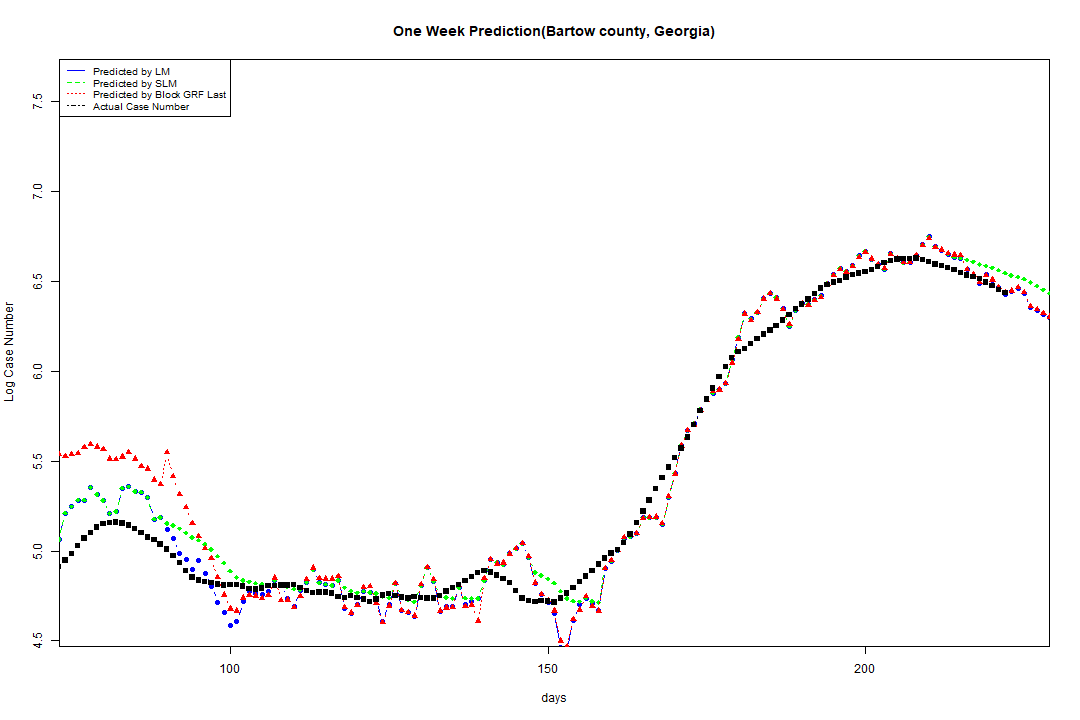 One Week Prediction(Bartow county, Georgia)
Predicted by LM
Predicted by SLM
Predicted by Block GRF Last
Actual Case Number
Log Case Number
7.5
7.0
6.5
6.0
5.5
5.0
4.5
100 150 200
days